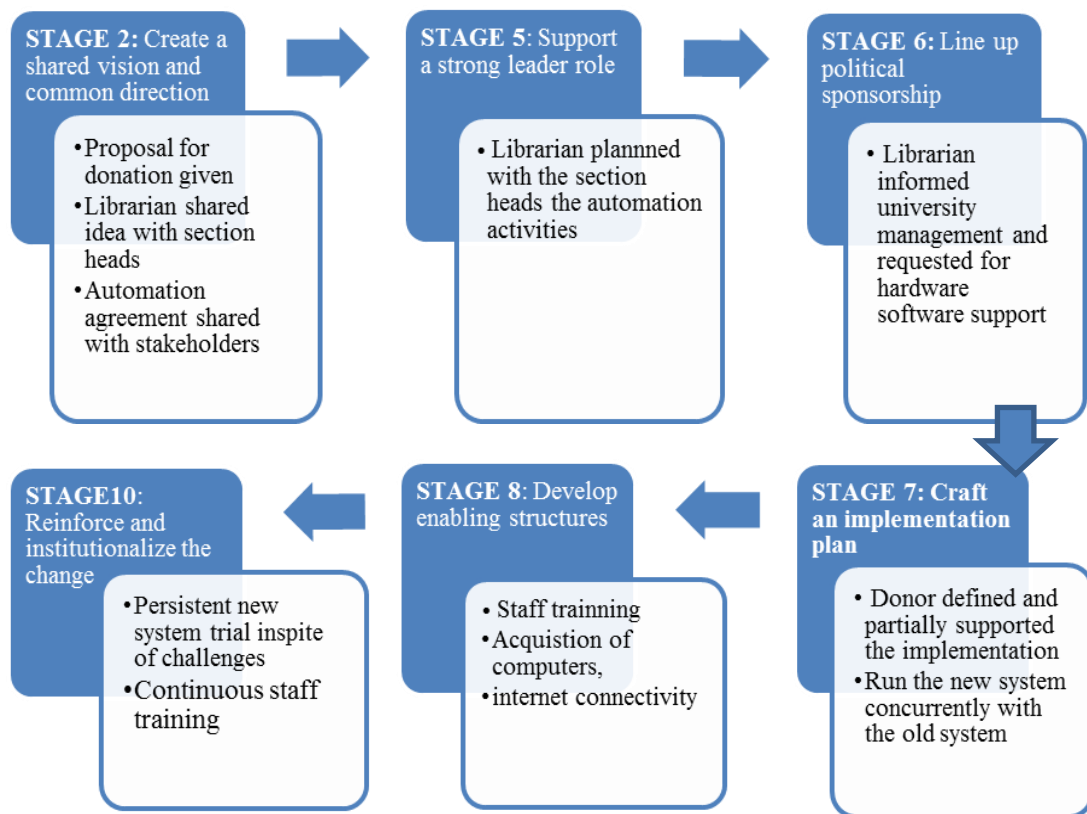 STAGE 2: Create a
shared vision and
common direction
•Proposal for
donation given
•Librarian shared
idea with section
heads
•Automation
agreement shared
with stakeholders
STAGE 5: Support
a strong leader role
• Librarian plannned
with the section
heads the automation
activities
STAGE 6: Line up
political
sponsorship
• Librarian
informed
university
management and
requested for
hardware
software support
STAGE 7: Craft
an implementation
plan
• Donor defined and
partially supported
the implementation
•Run the new system
concurrently with
the old system
STAGE 8: Develop
enabling structures
• Staff trainning
• Acquistion of
computers,
• internet connectivity
STAGE10:
Reinforce and
institutionalize the
change
•Persistent new
system trial inspite
of challenges
•Continuous staff
training